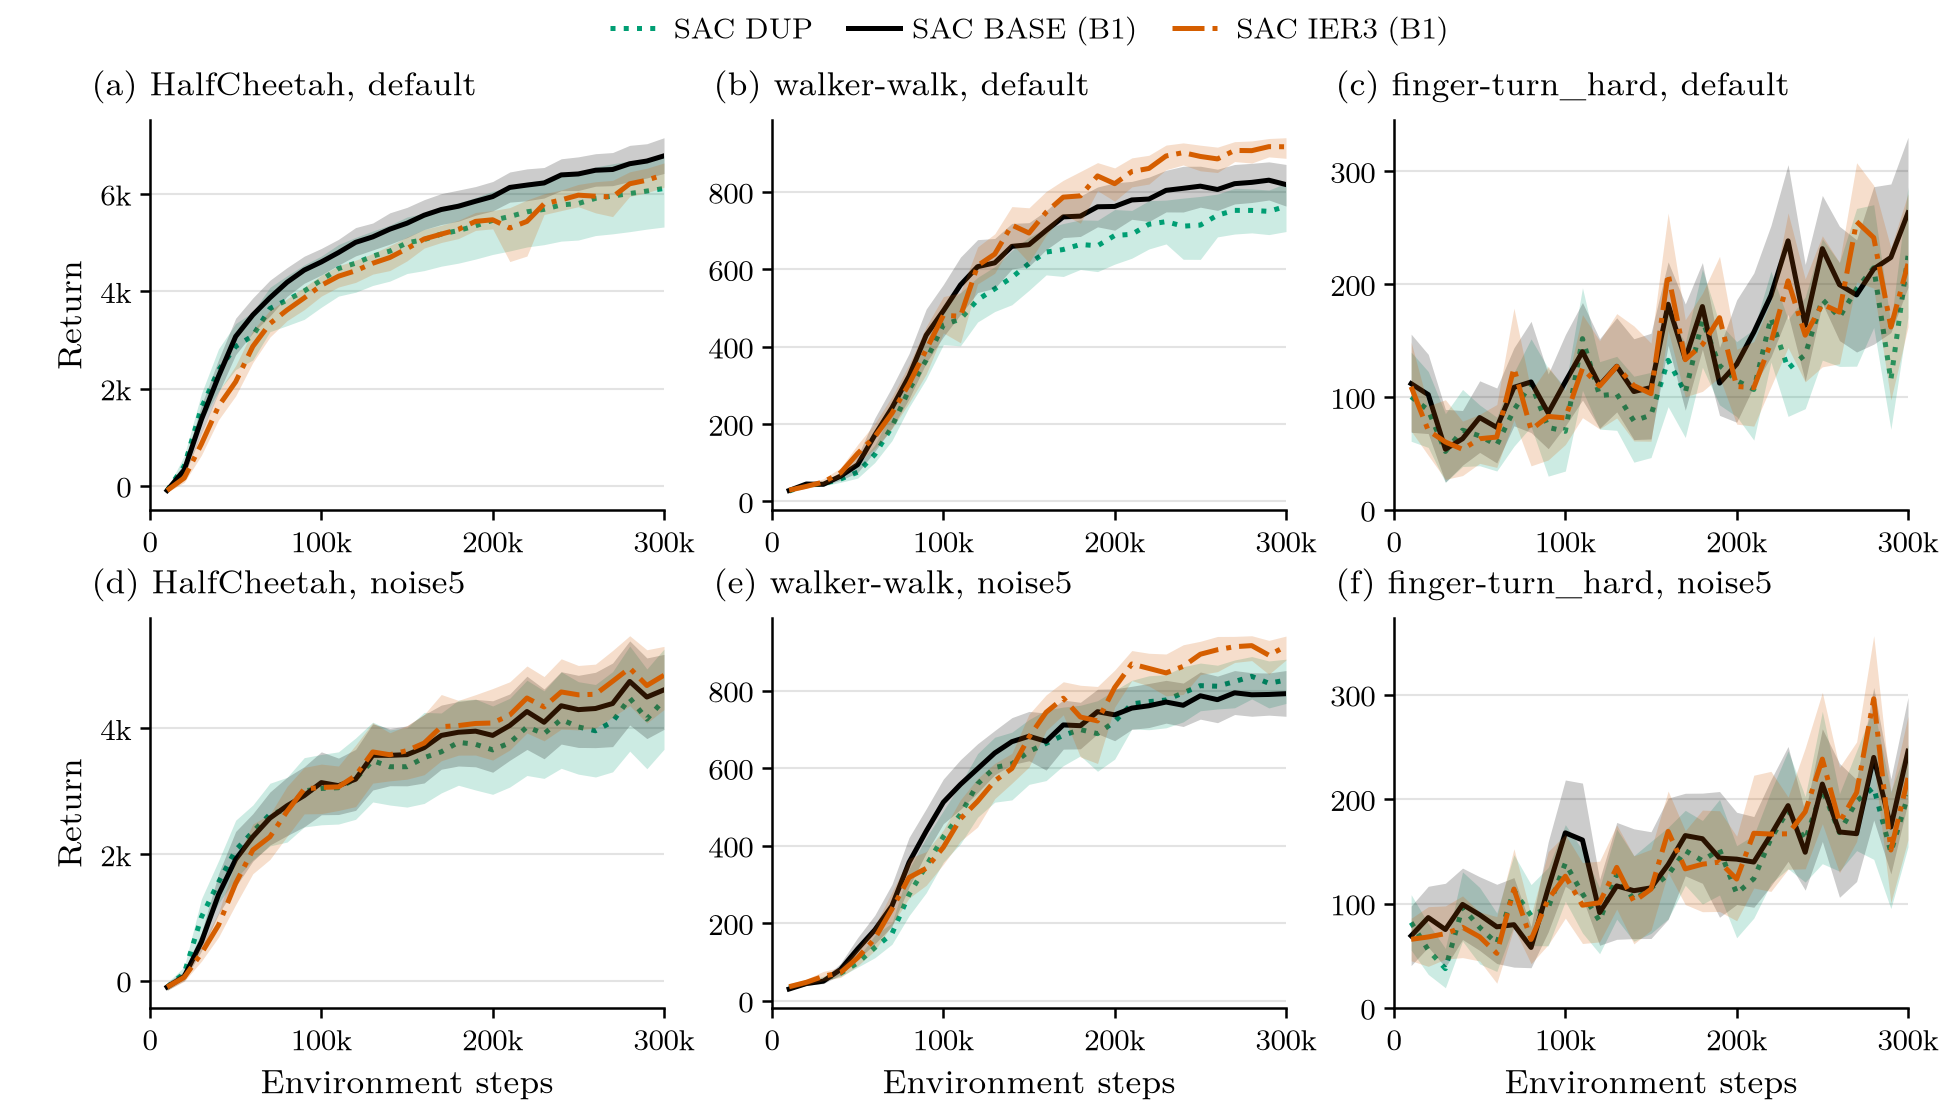 SAC DUP SAC BASE (B1) SAC IER3 (B1)
(a) HalfCheetah, default
(b) walker-walk, default
(c) finger-turn_hard, default
Return
6k
4k
2k
0
0 100k 200k 300k
800
600
400
200
0
0 100k 200k 300k
300
200
100
0
0 100k 200k 300k
(d) HalfCheetah, noise5
(e) walker-walk, noise5
(f) finger-turn_hard, noise5
Return
4k
2k
0
0 100k 200k 300k
Environment steps
800
600
400
200
0
0 100k 200k 300k
Environment steps
300
200
100
0
0 100k 200k 300k
Environment steps